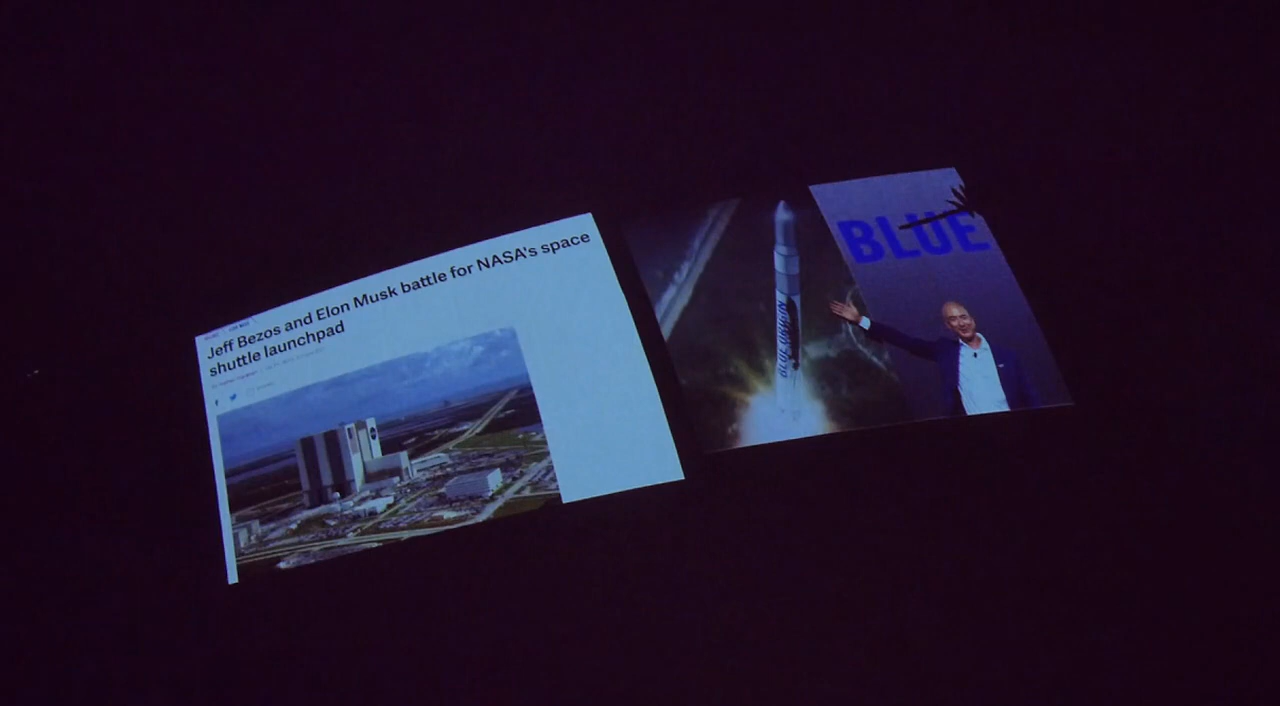 Jeff Bezos and Elon Musk battle for NASA's space
shuttle launchpad
BLUE ORIGIN
BLUE